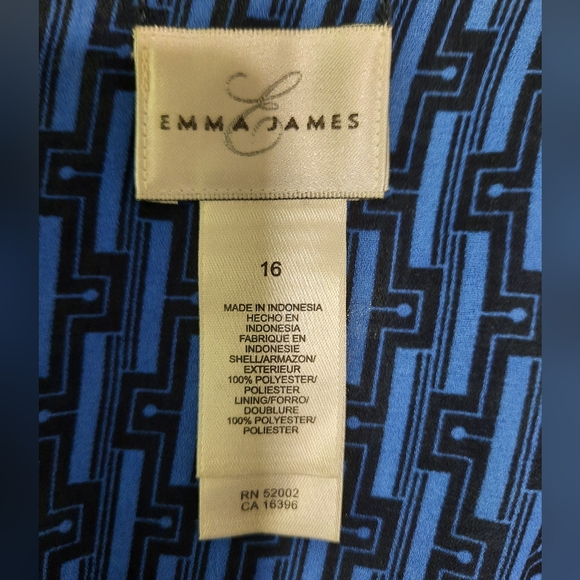 E
EMMA JAMES
16
MADE IN INDONESIA
HECHO EN
INDONESIA
FABRIQUE EN
INDONESIE
SHELL/ARMAZON/
EXTERIEUR
100% POLYESTER/
POLIESTER
LINING/FORRO/
DOUBLURE
100% POLYESTER/
POLIESTER
RN 52002
CA 16396